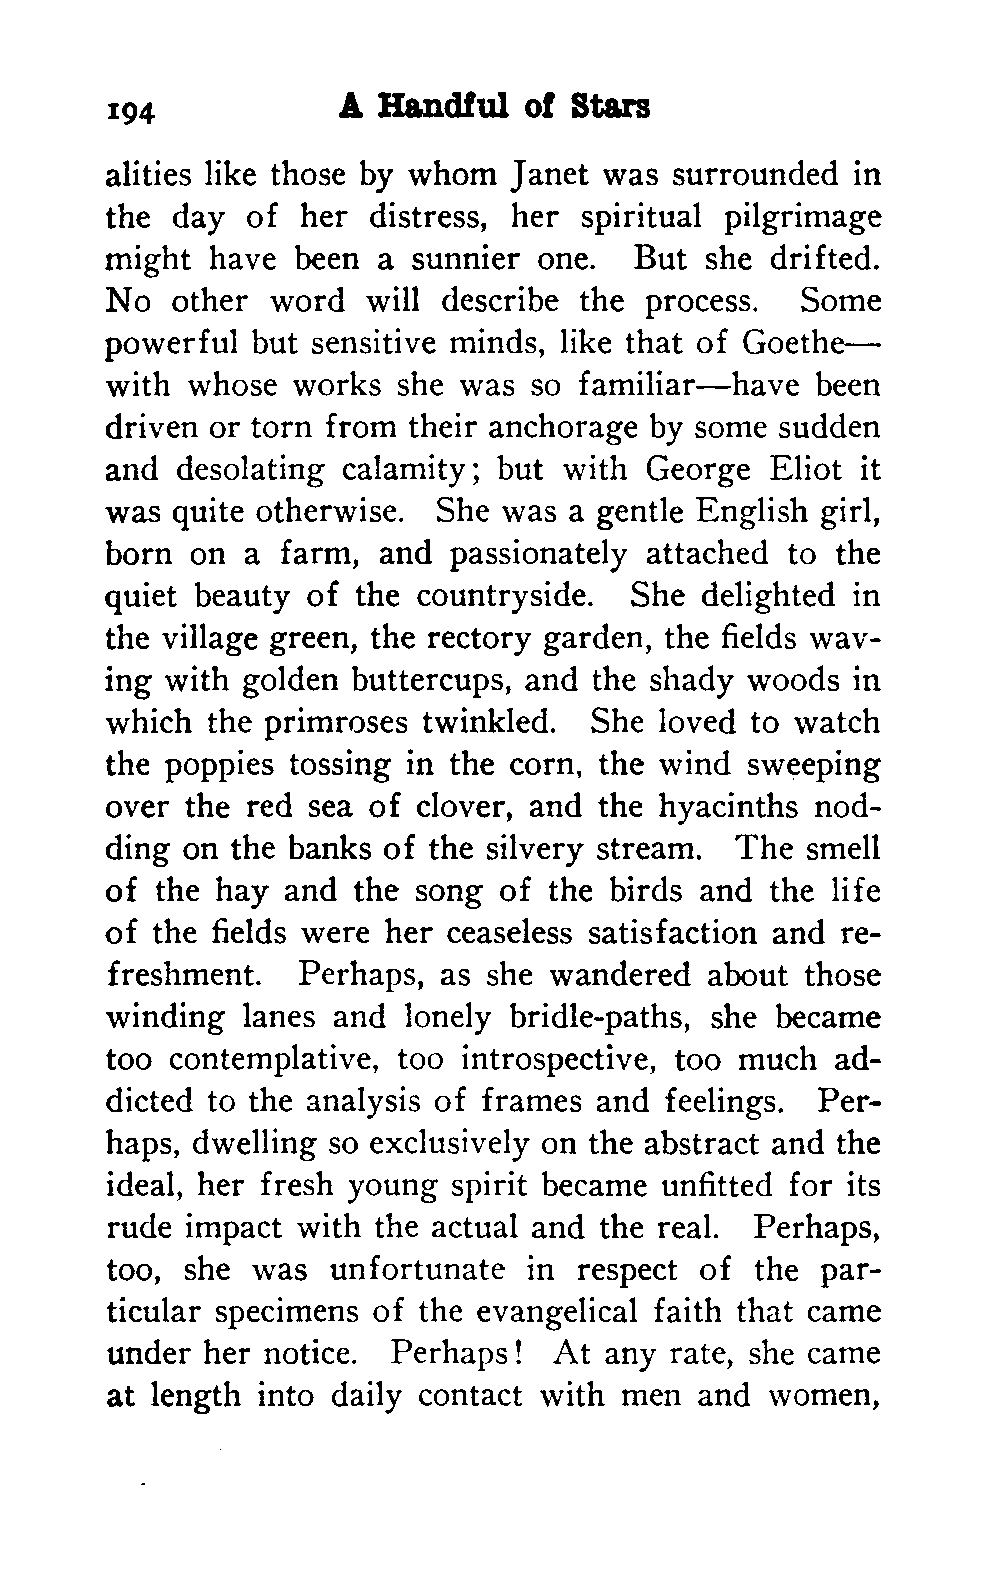 194 A Handful of Stars
alities like those by whom Janet was surrounded in
the day of her distress, her spiritual pilgrimage
might have been a sunnier one. But she drifted.
No other word will describe the process. Some
powerful but sensitive minds, like that of Goethe—
with whose works she was so familiar—have been
driven or torn from their anchorage by some sudden
and desolating calamity; but with George Eliot it
was quite otherwise. She was a gentle English girl,
born on a farm, and passionately attached to the
quiet beauty of the countryside. She delighted in
the village green, the rectory garden, the fields wav-
ing with golden buttercups, and the shady woods in
which the primroses twinkled. She loved to watch
the poppies tossing in the corn, the wind sweeping
over the red sea of clover, and the hyacinths nod-
ding on the banks of the silvery stream. The smell
of the hay and the song of the birds and the life
of the fields were her ceaseless satisfaction and re-
freshment. Perhaps, as she wandered about those
winding lanes and lonely bridle-paths, she became
too contemplative, too introspective, too much ad-
dicted to the analysis of frames and feelings. Per-
haps, dwelling so exclusively on the abstract and the
ideal, her fresh young spirit became unfitted for its
rude impact with the actual and the real. Perhaps,
too, she was unfortunate in respect of the par-
ticular specimens of the evangelical faith that came
under her notice. Perhaps! At any rate, she came
at length into daily contact with men and women,